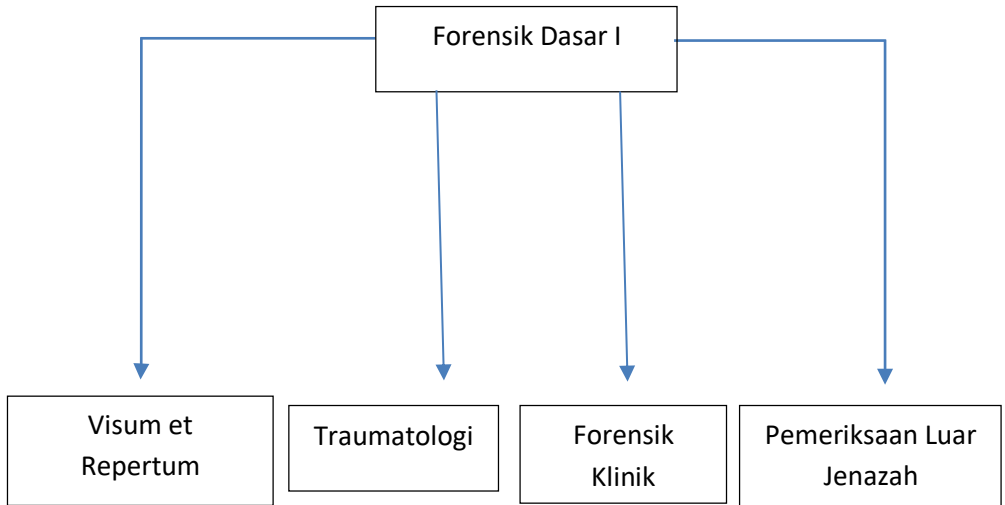 Forensik Dasar I
Visum et
Repertum
Traumatologi
Forensik
Klinik
Pemeriksaan Luar
Jenazah